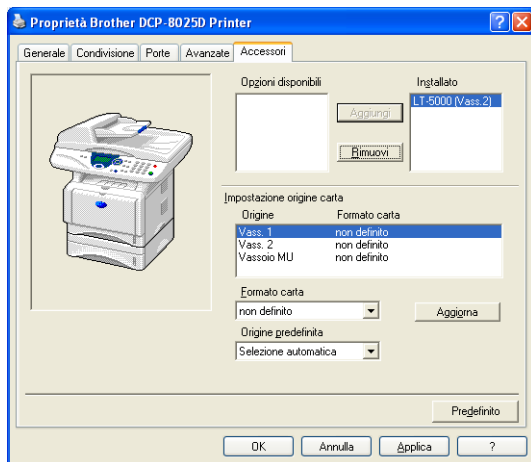 Proprietà Brother DCP-8025D Printer
Generale Condivisione Porte Avanzate Accessori
Opzioni disponibili Installato
LT-5000 (Vass.2)
Aggiungi
Rimuovi
Impostazione origine carta
Origine Formato carta
Vass. 1 non definito
Vass. 2 non definito
Vassoio MU non definito
Formato carta
non definito Aggiorna
Origine predefinita
Selezione automatica
Predefinito
OK Annulla Applica ?